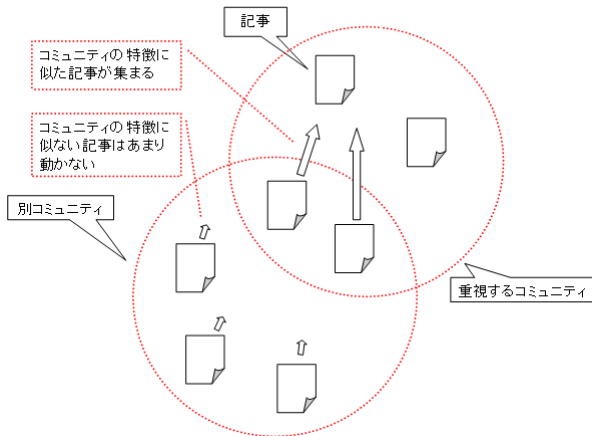 記事
コミュニティの特徴に
似た記事が集まる
コミュニティの特徴に
似ない記事はあまり
動かない
別コミュニティ
重視するコミュニティ